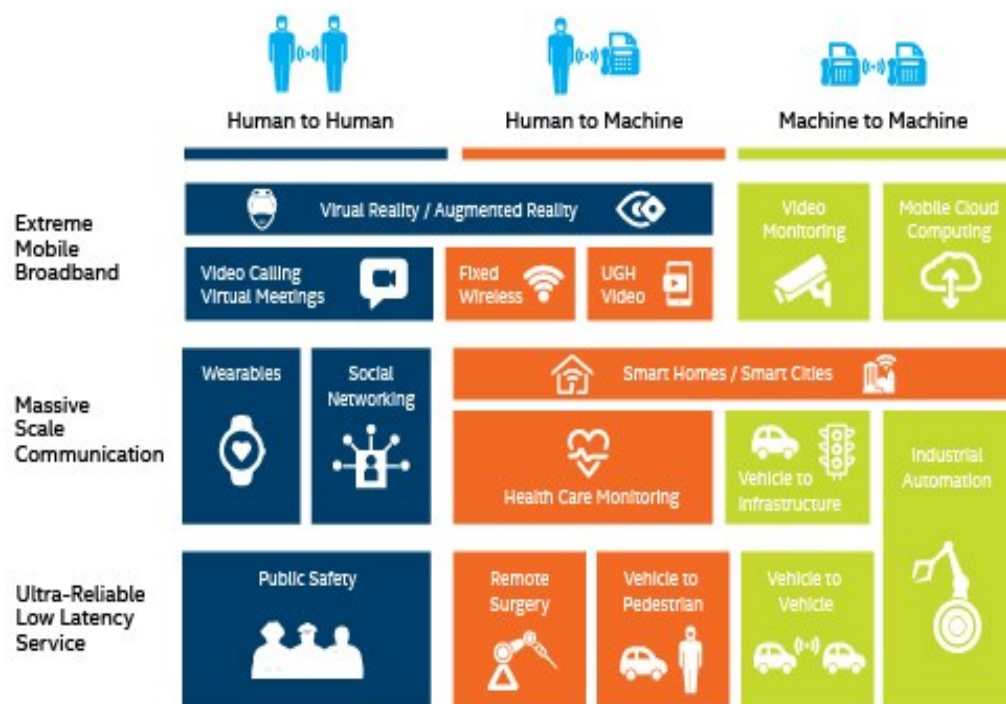 Human to Human
Human to Machine
Machine to Machine
Extreme
Mobile
Broadband
Virual Reality / Augmented Reality
Video
Monitoring
Mobile Cloud
Computing
Video Calling
Virtual Meetings
Fixed
Wireless
UGH
Video
Massive
Scale
Communication
Wearables
Social
Networking
Smart Homes / Smart Cities
Health Care Monitoring
Vehicle to
Infrastructure
Industrial
Automation
Ultra-Reliable
Low Latency
Service
Public Safety
Remote
Surgery
Vehicle to
Pedestrian
Vehicle to
Vehicle